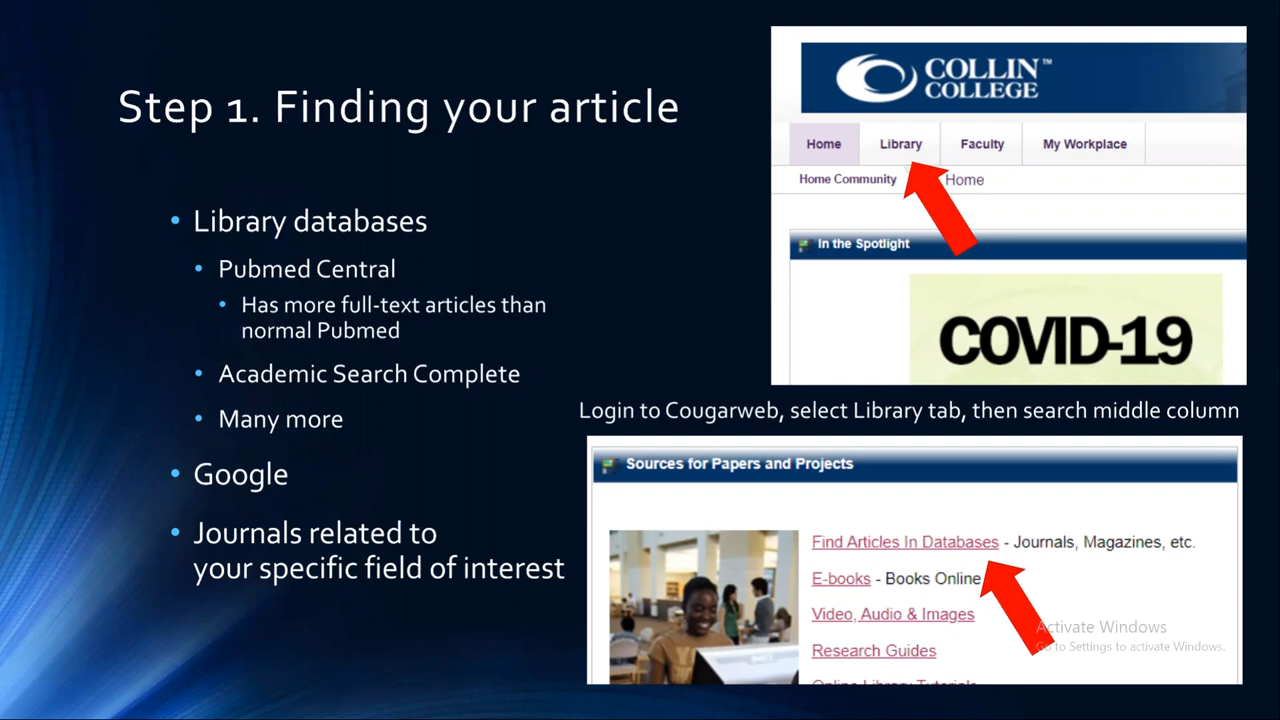 Step 1. Finding your article
• Library databases
• Pubmed Central
• Has more full-text articles than
normal Pubmed
• Academic Search Complete
• Many more
• Google
• Journals related to
your specific field of interest
COLLIN™
COLLEGE
Home Library Faculty My Workplace
Home Community Home
In the Spotlight
COVID-19
Login to Cougarweb, select Library tab, then search middle column
Sources for Papers and Projects
Find Articles In Databases - Journals, Magazines, etc.
E-books - Books Online
Video, Audio & Images
Research Guides
Online Library Tutorials
Activate Windows
Go to Settings to activate Windows.